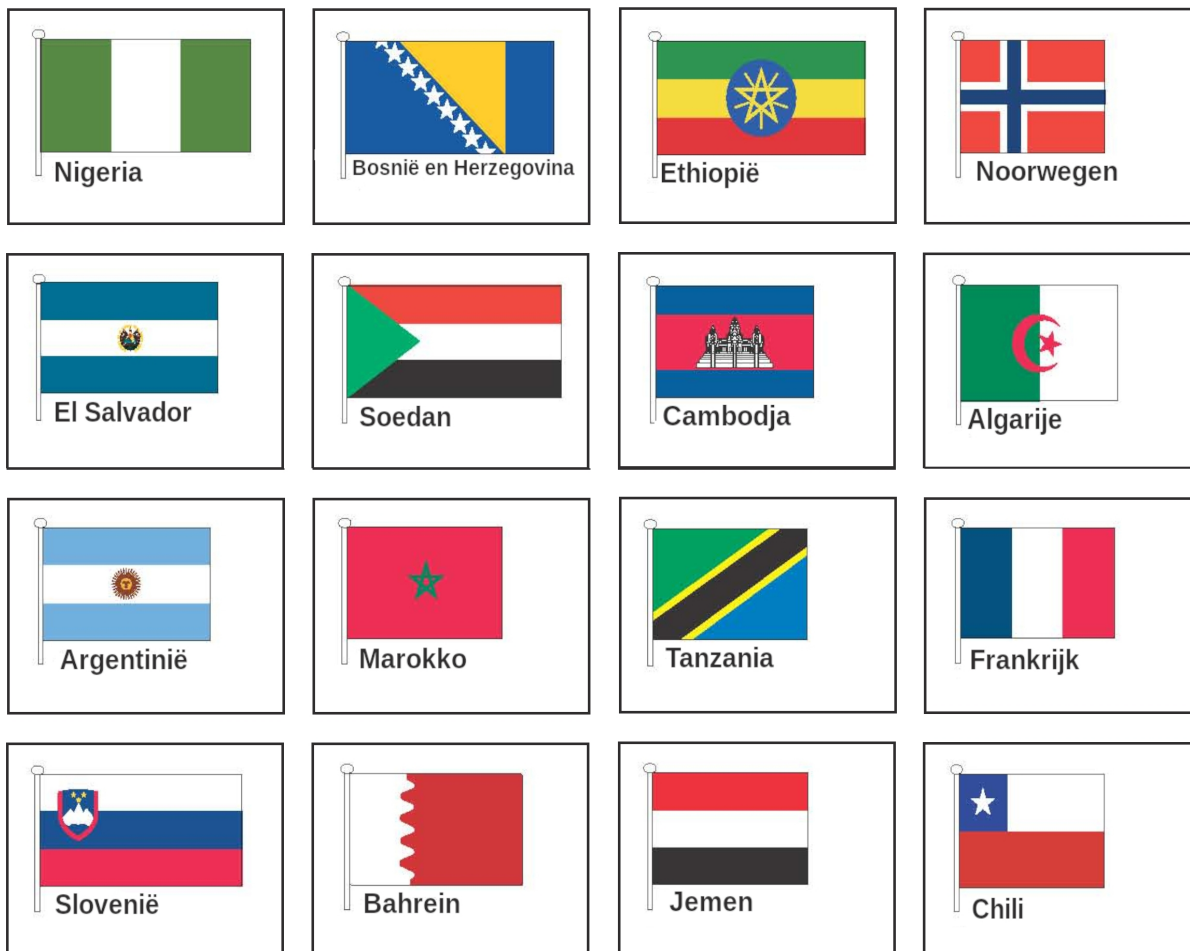 Nigeria
Bosnië en Herzegovina
Ethiopië
Noorwegen
El Salvador
Soedan
Cambodja
Algarije
Argentinië
Marokko
Tanzania
Frankrijk
Slovenië
Bahrein
Jemen
Chili